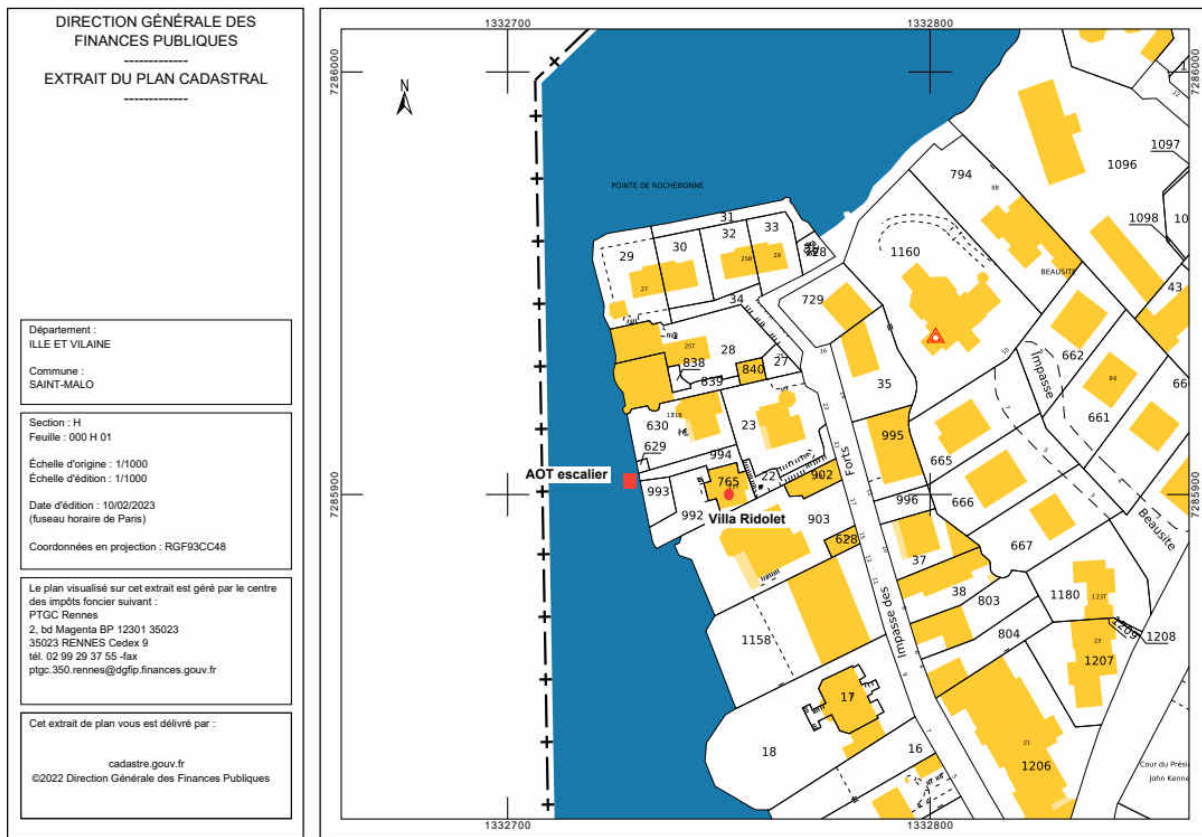 DIRECTION GÉNÉRALE DES
FINANCES PUBLIQUES
-------------
EXTRAIT DU PLAN CADASTRAL
-------------
Département :
ILLE ET VILAINE
Commune :
SAINT-MALO
Section : H
Feuille : 000 H 01
Échelle d'origine : 1/1000
Échelle d'édition : 1/1000
Date d'édition : 10/02/2023
(fuseau horaire de Paris)
Coordonnées en projection : RGF93CC48
Le plan visualisé sur cet extrait est géré par le centre
des impôts foncier suivant :
PTGC Rennes
2, bd Magenta BP 12301 35023
35023 RENNES Cedex 9
tél. 02 99 29 37 55 -fax
ptgc.350.rennes@dgfip.finances.gouv.fr
Cet extrait de plan vous est délivré par :
cadastre.gouv.fr
©2022 Direction Générale des Finances Publiques
1332700
1332800
7286000
7286000
N
POINTE DE ROCHEBONNE
1097
1096
794
1098
31
32
33
30
29
1160
BEAUSITE
43
34
729
662
Impasse
28
838
27
840
839
35
661
630
23
629
994
995
665
AOT escalier
765
22
902
993
992
Villa Ridolet
903
996
666
7285900
7285900
Beausite
628
667
37
Forts
38
803
1180
1158
804
1209
1208
Impasse des
1207
17
18
16
1206
Cour du Prési
John Kenne
1332700
1332800